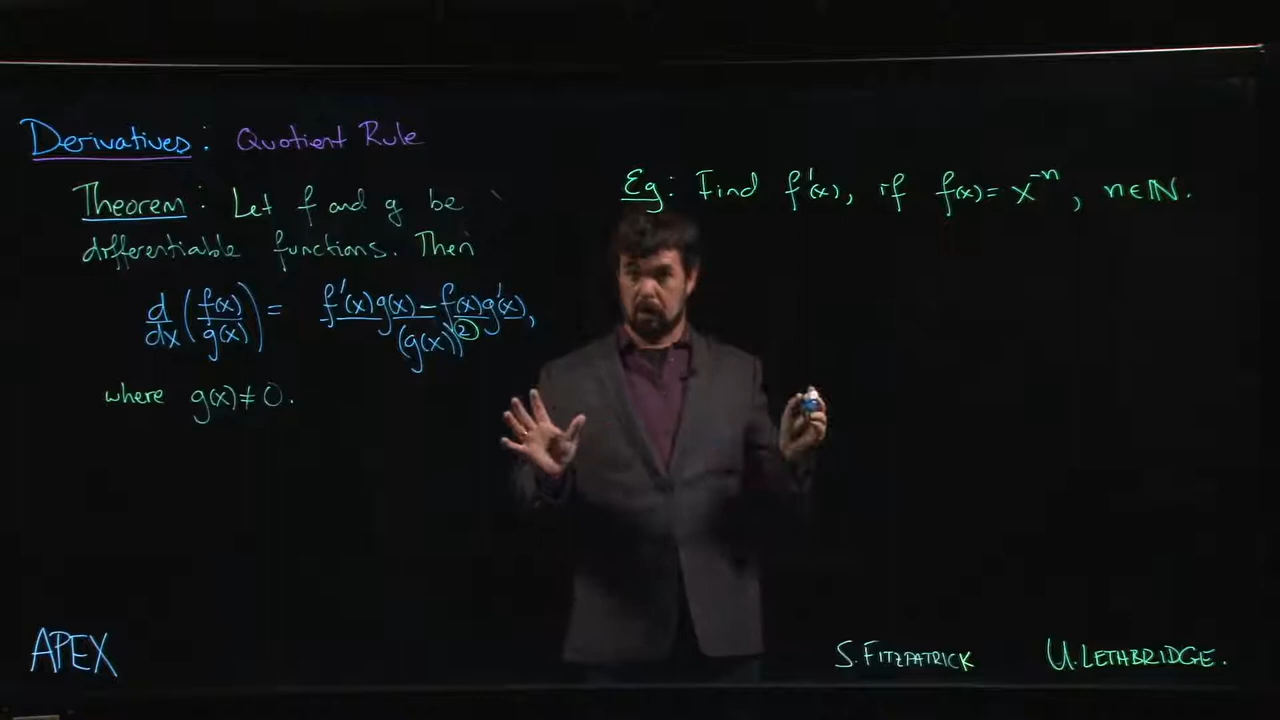 Derivatives: Quotient Rule
Theorem: Let f and g be
differentiable functions. Then
d/dx (f(x)/g(x)) = (f'(x)g(x) - f(x)g'(x))/(g(x))^2,
where g(x) ≠ 0.
Eg: Find f'(x), if f(x) = x^-n, n ∈ ℕ.
APEX
S. FITZPATRICK
U. LETHBRIDGE.